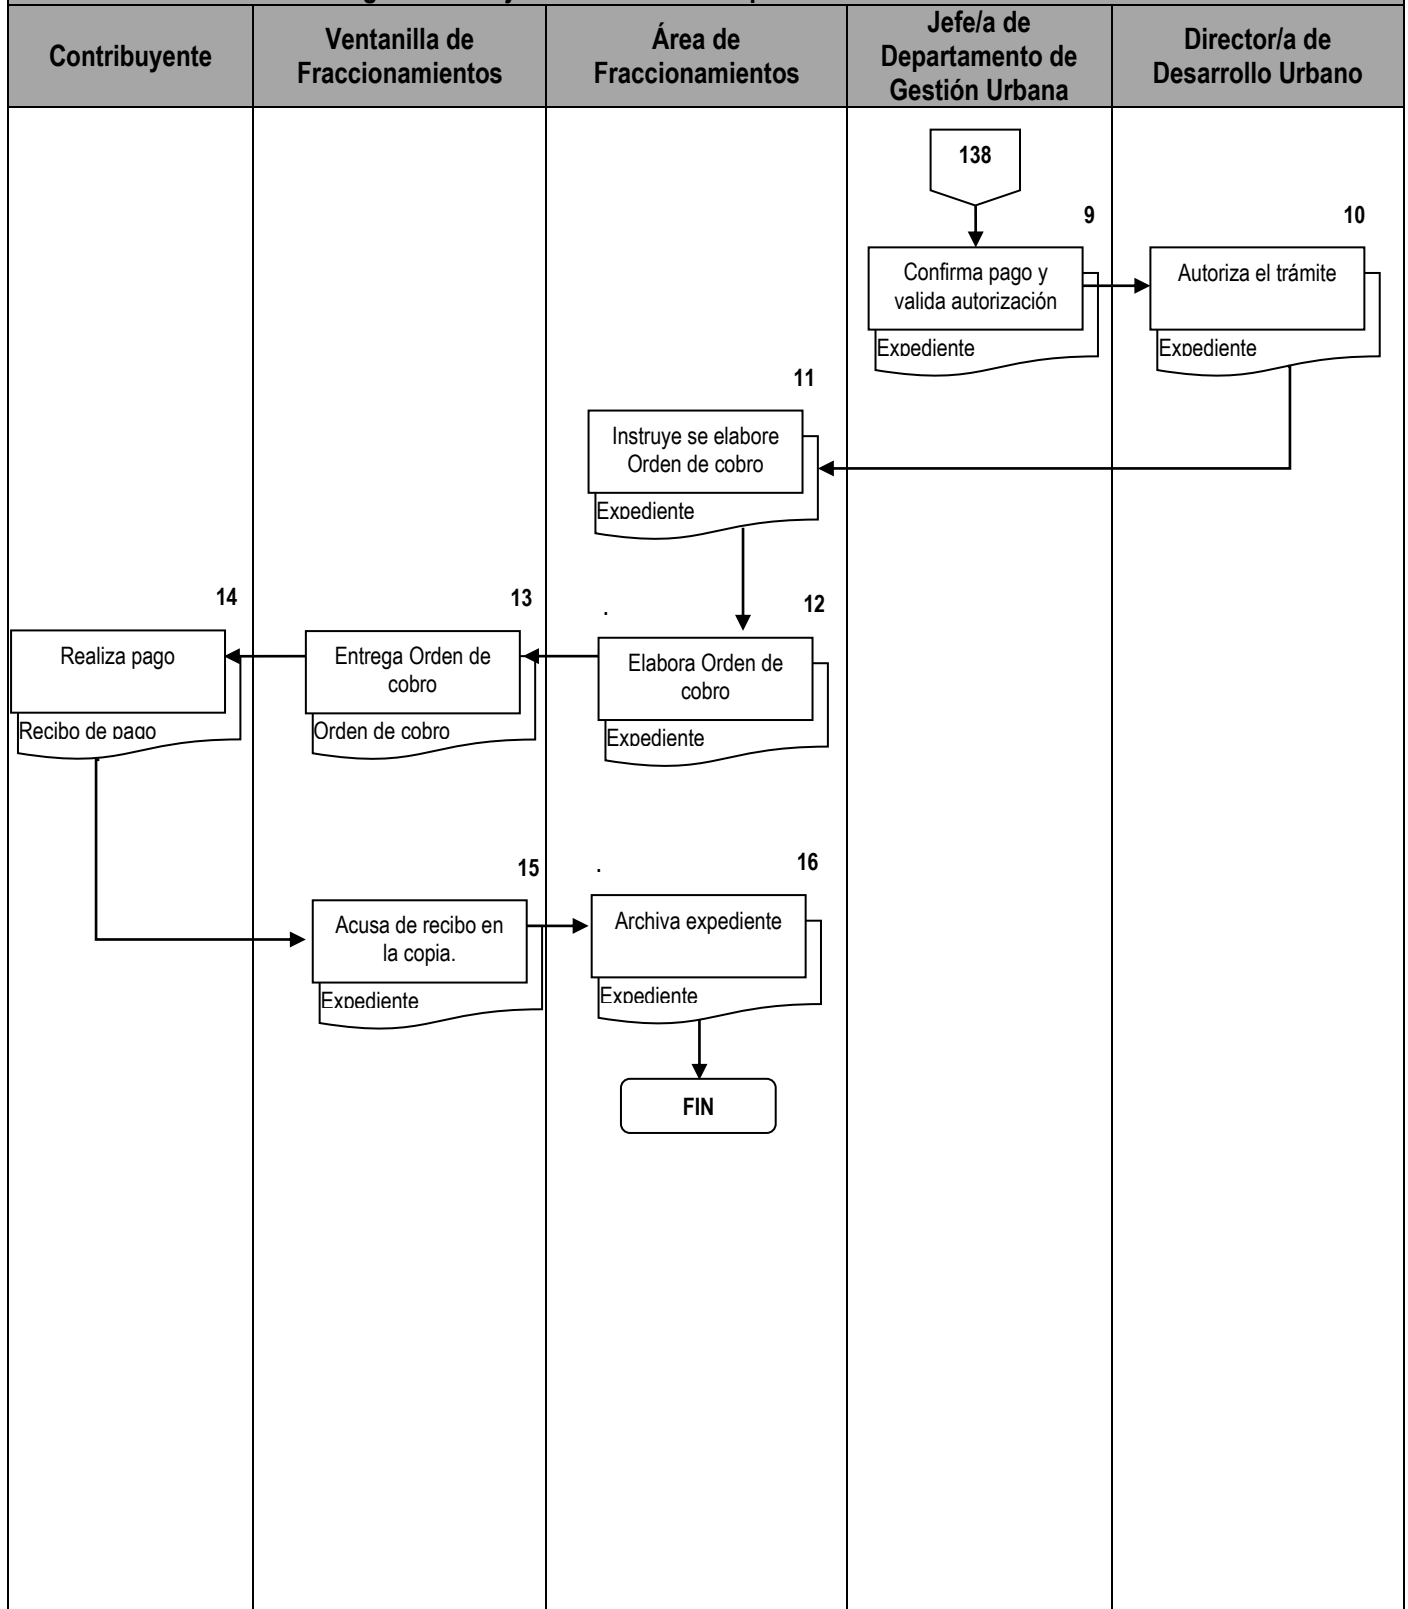 Contribuyente
Ventanilla de
Fraccionamientos
Área de
Fraccionamientos
Jefe/a de
Departamento de
Gestión Urbana
Director/a de
Desarrollo Urbano
138
9
Confirma pago y
valida autorización
Expediente
10
Autoriza el trámite
Expediente
11
Instruye se elabore
Orden de cobro
Expediente
.
12
Elabora Orden de
cobro
Expediente
13
Entrega Orden de
cobro
Orden de cobro
14
Realiza pago
Recibo de pago
15
Acusa de recibo en
la copia.
Expediente
.
16
Archiva expediente
Expediente
FIN